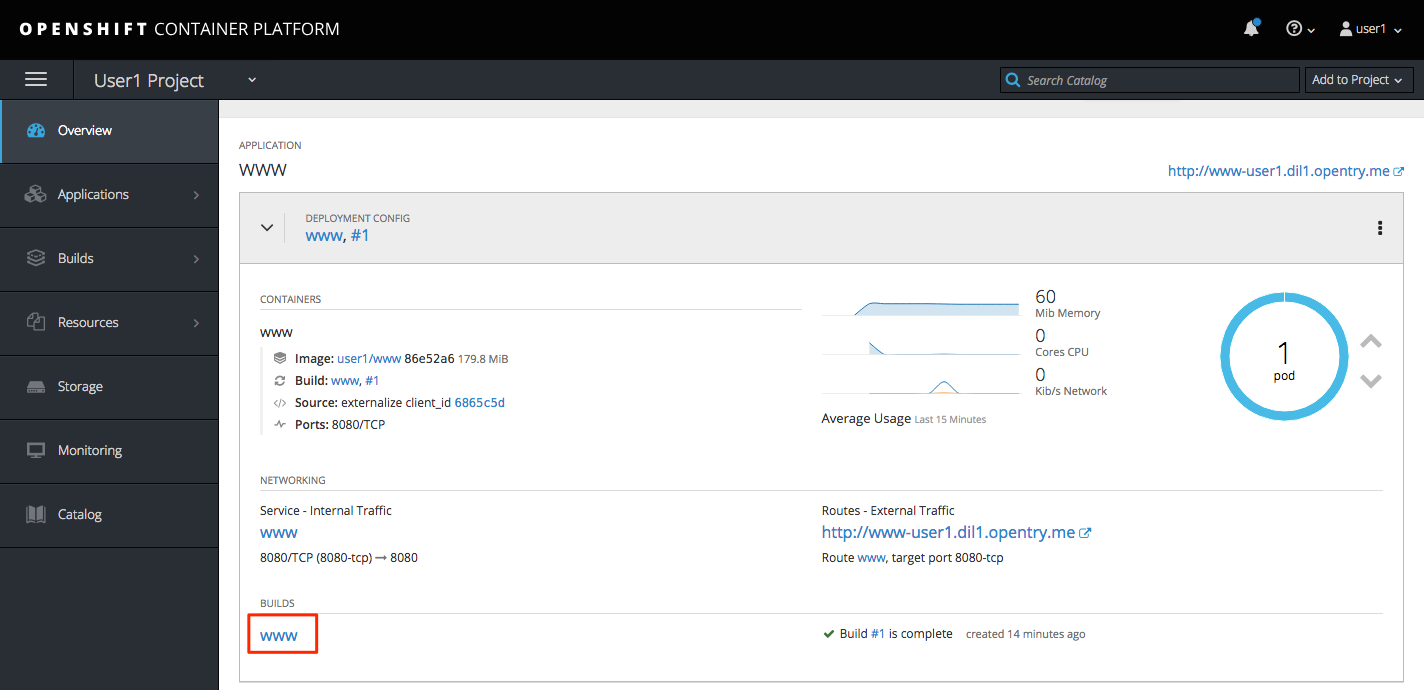 OPENSHIFT CONTAINER PLATFORM
user1
User1 Project
Search Catalog
Add to Project
Overview
Applications
Builds
Resources
Storage
Monitoring
Catalog
APPLICATION
www
http://www-user1.dil1.opentry.me
DEPLOYMENT CONFIG
www, #1
CONTAINERS
www
Image: user1/www 86e52a6 179.8 MiB
Build: www, #1
Source: externalize client_id 6865c5d
Ports: 8080/TCP
60
Mib Memory
0
Cores CPU
0
Kib/s Network
Average Usage Last 15 Minutes
1
pod
NETWORKING
Service - Internal Traffic
www
8080/TCP (8080-tcp) → 8080
Routes - External Traffic
http://www-user1.dil1.opentry.me
Route www, target port 8080-tcp
BUILDS
www
Build #1 is complete created 14 minutes ago